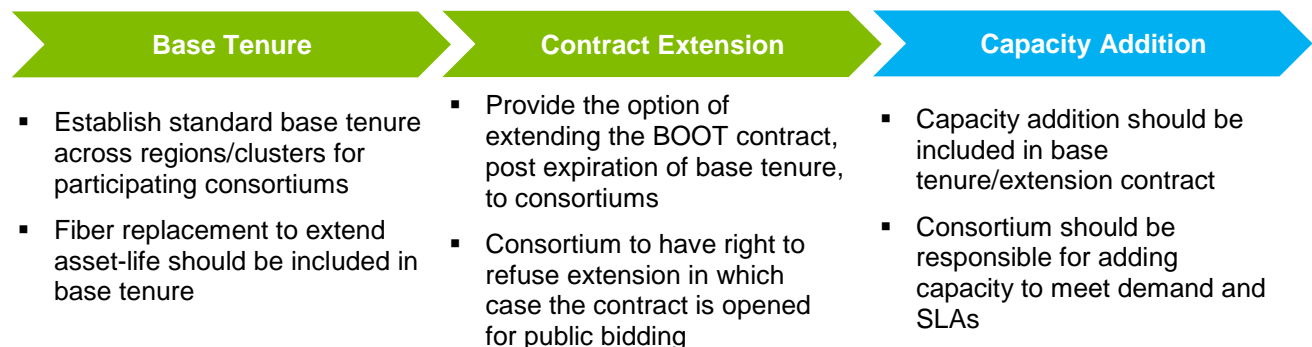 Base Tenure
▪ Establish standard base tenure
across regions/clusters for
participating consortiums
▪ Fiber replacement to extend
asset-life should be included in
base tenure
Contract Extension
▪ Provide the option of
extending the BOOT contract,
post expiration of base tenure,
to consortiums
▪ Consortium to have right to
refuse extension in which
case the contract is opened
for public bidding
Capacity Addition
▪ Capacity addition should be
included in base
tenure/extension contract
▪ Consortium should be
responsible for adding
capacity to meet demand and
SLAs